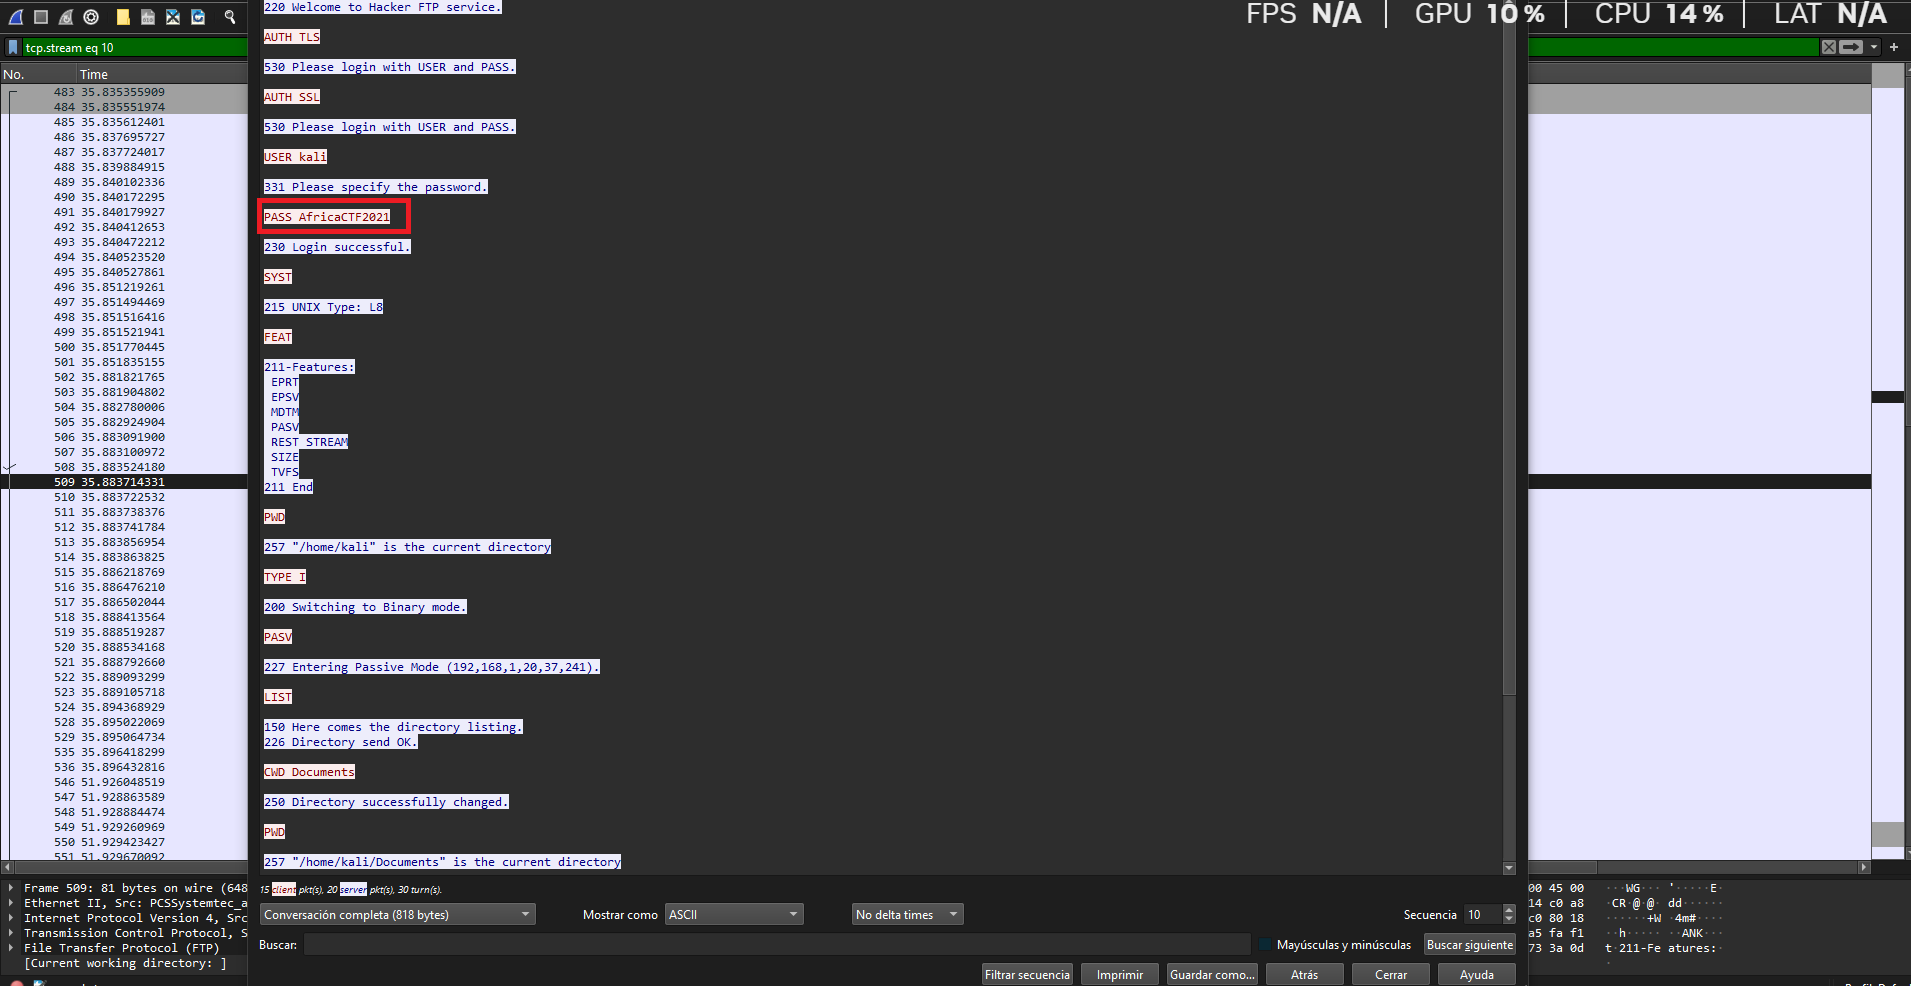 FPS N/A | GPU 10% | CPU 14% | LAT N/A
tcp.stream eq 10
No. Time
483 35.835355909
484 35.835551974
485 35.835612401
486 35.837695727
487 35.837724017
488 35.839884915
489 35.840102336
490 35.840172295
491 35.840179927
492 35.840412653
493 35.840472212
494 35.840523520
495 35.840527861
496 35.851219261
497 35.851494469
498 35.851516416
499 35.851521941
500 35.851770445
501 35.851835155
502 35.881821765
503 35.881904802
504 35.882780006
505 35.882924904
506 35.883091900
507 35.883100972
508 35.883524180
509 35.883714331
510 35.883722532
511 35.883738376
512 35.883741784
513 35.883856954
514 35.883863825
515 35.886218769
516 35.886476210
517 35.886502044
518 35.888413564
519 35.888519287
520 35.888534168
521 35.888792660
522 35.889093299
523 35.889105718
524 35.894368929
528 35.895022069
529 35.895064734
535 35.896418299
536 35.896432816
546 51.926048519
547 51.928863589
548 51.928884474
549 51.929260969
550 51.929423427
551 51.929670092
220 Welcome to Hacker FTP service.
AUTH TLS
530 Please login with USER and PASS.
AUTH SSL
530 Please login with USER and PASS.
USER kali
331 Please specify the password.
PASS AfricaCTF2021
230 Login successful.
SYST
215 UNIX Type: L8
FEAT
211-Features:
EPRT
EPSV
MDTM
PASV
REST STREAM
SIZE
TVFS
211 End
PWD
257 "/home/kali" is the current directory
TYPE I
200 Switching to Binary mode.
PASV
227 Entering Passive Mode (192,168,1,20,37,241).
LIST
150 Here comes the directory listing.
226 Directory send OK.
CWD Documents
250 Directory successfully changed.
PWD
257 "/home/kali/Documents" is the current directory
15 client pkt(s), 20 server pkt(s), 30 turn(s).
Conversación completa (818 bytes) Mostrar como ASCII No delta times Secuencia 10
Buscar: Mayúsculas y minúsculas Buscar siguiente
Filtrar secuencia Imprimir Guardar como... Atrás Cerrar Ayuda
Frame 509: 81 bytes on wire (648
Ethernet II, Src: PCSSystemtec_a
Internet Protocol Version 4, Src
Transmission Control Protocol, S
File Transfer Protocol (FTP)
[Current working directory: ]
00 45 00 ···WG··· '·····E
14 c0 a8 ·CR·@·@· dd······
c0 80 18 ······+W ·4m#····
a5 fa f1 ··h····· ··ANK···
73 3a 0d t·211-Fe atures:·